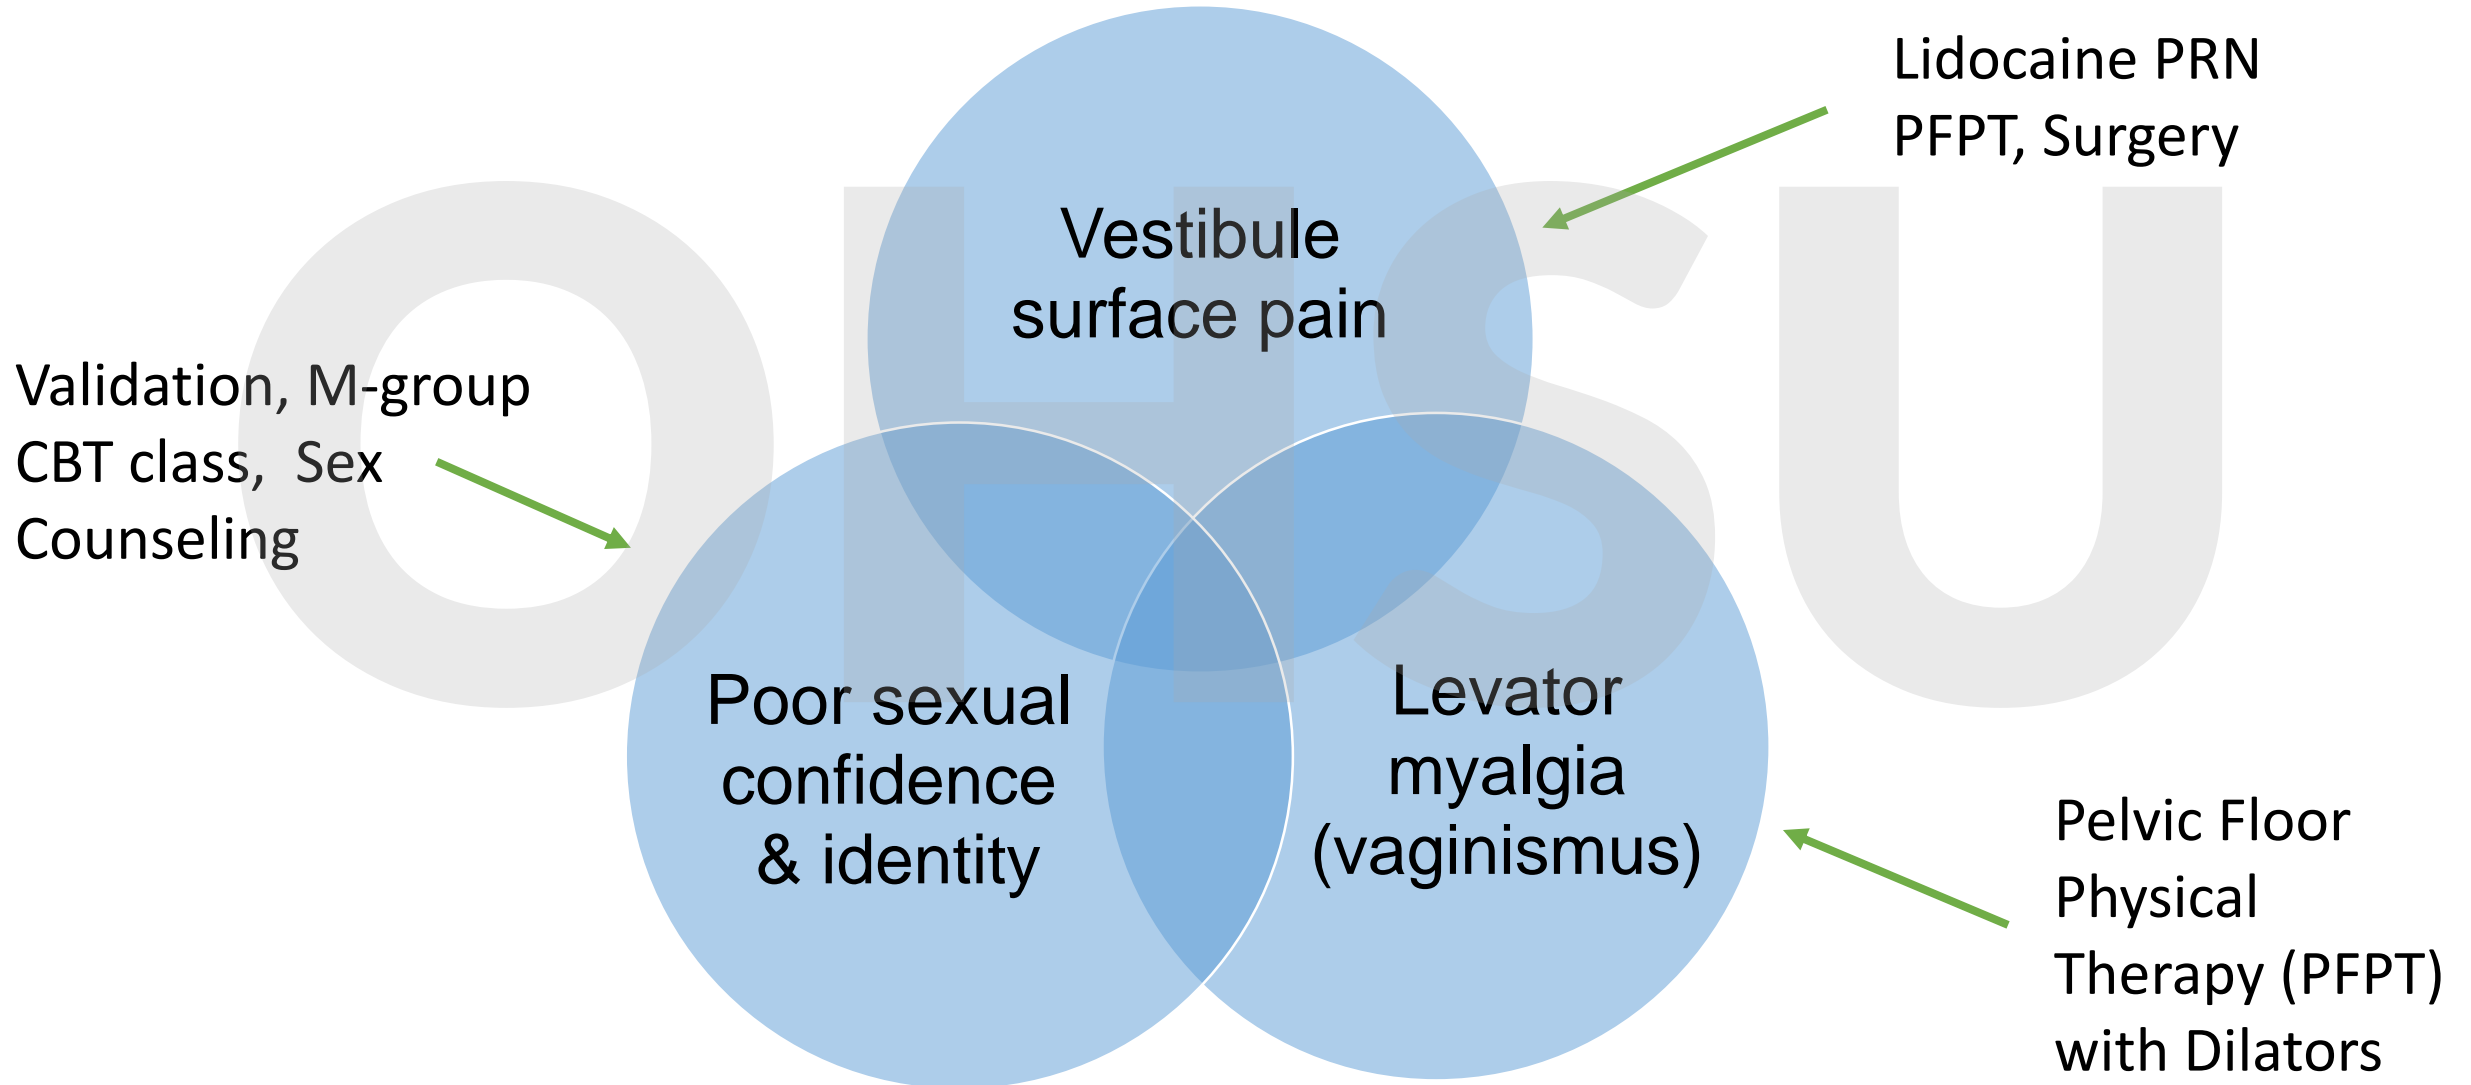 Lidocaine PRN
PFPT, Surgery
Vestibule
surface pain
Validation, M-group
CBT class,  Sex
Counseling
OHSU
Poor sexual
confidence
& identity
Levator
myalgia
(vaginismus)
Pelvic Floor
Physical
Therapy (PFPT)
with Dilators